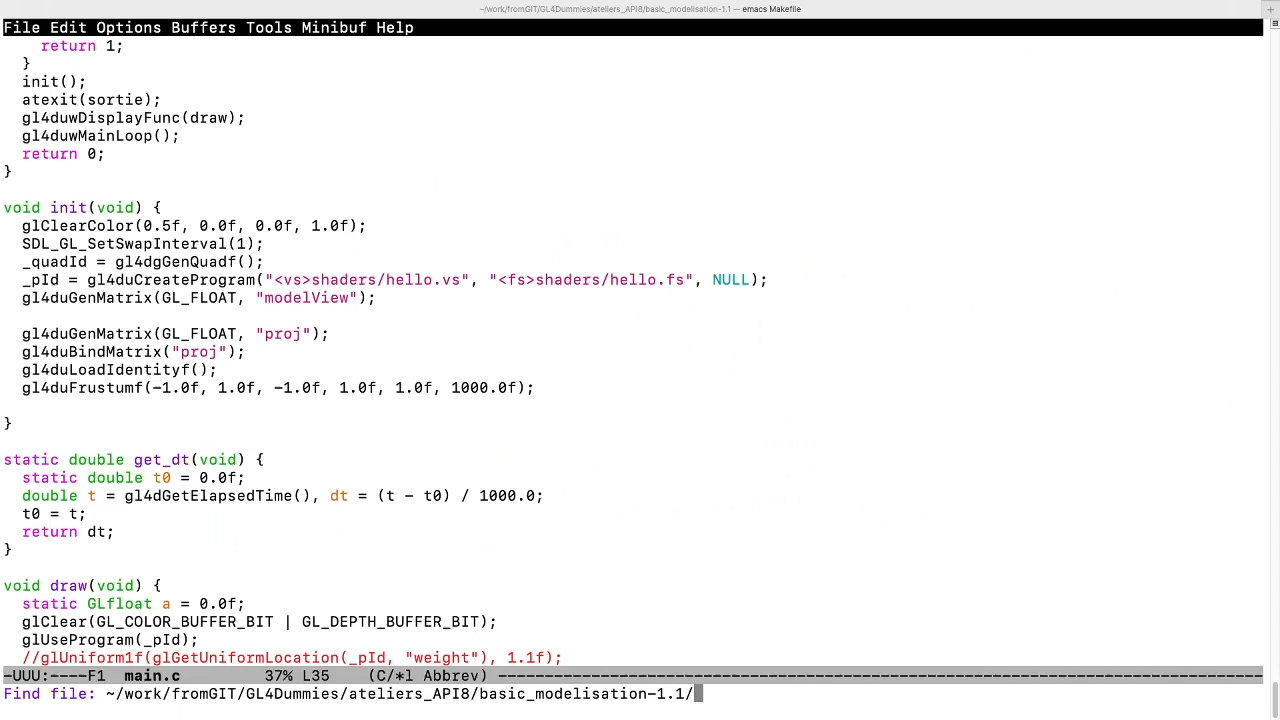 ~/work/fromGIT/GL4Dummies/ateliers_API8/basic_modelisation-1.1 — emacs Makefile
File Edit Options Buffers Tools Minibuf Help
    return 1;
  }
  init();
  atexit(sortie);
  gl4duwDisplayFunc(draw);
  gl4duwMainLoop();
  return 0;
}
void init(void) {
  glClearColor(0.5f, 0.0f, 0.0f, 1.0f);
  SDL_GL_SetSwapInterval(1);
  _quadId = gl4dgGenQuadf();
  _pId = gl4duCreateProgram("<vs>shaders/hello.vs", "<fs>shaders/hello.fs", NULL);
  gl4duGenMatrix(GL_FLOAT, "modelView");
  gl4duGenMatrix(GL_FLOAT, "proj");
  gl4duBindMatrix("proj");
  gl4duLoadIdentityf();
  gl4duFrustumf(-1.0f, 1.0f, -1.0f, 1.0f, 1.0f, 1000.0f);
}
static double get_dt(void) {
  static double t0 = 0.0f;
  double t = gl4dGetElapsedTime(), dt = (t - t0) / 1000.0;
  t0 = t;
  return dt;
}
void draw(void) {
  static GLfloat a = 0.0f;
  glClear(GL_COLOR_BUFFER_BIT | GL_DEPTH_BUFFER_BIT);
  glUseProgram(_pId);
  //glUniform1f(glGetUniformLocation(_pId, "weight"), 1.1f);
-UUU:----F1  main.c         37% L35    (C/*l Abbrev) ------------------------------------------------------------------------------------
Find file: ~/work/fromGIT/GL4Dummies/ateliers_API8/basic_modelisation-1.1/